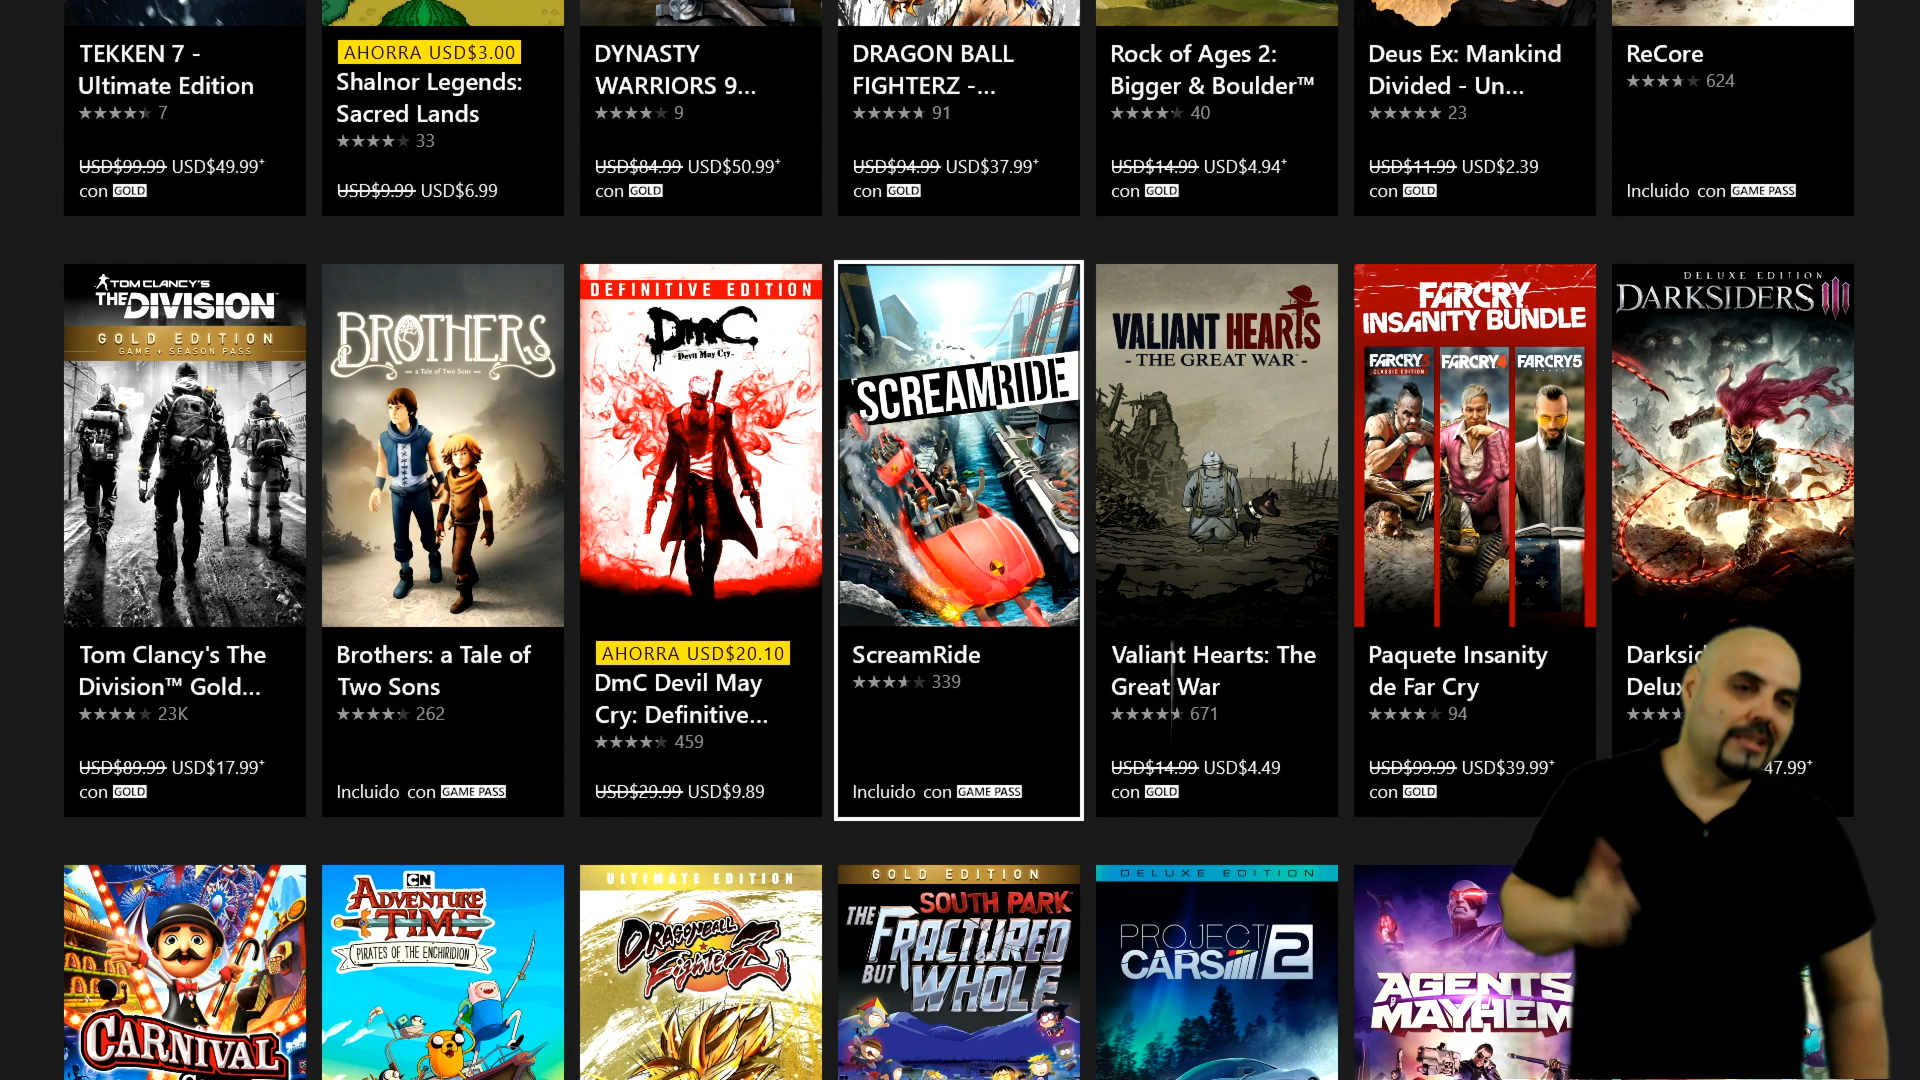 TEKKEN 7 -
Ultimate Edition
7
USD$99.99 USD$49.99+
con GOLD
AHORRA USD$3.00
Shalnor Legends:
Sacred Lands
33
USD$9.99 USD$6.99
DYNASTY
WARRIORS 9...
9
USD$84.99 USD$50.99+
con GOLD
DRAGON BALL
FIGHTERZ -...
91
USD$94.99 USD$37.99+
con GOLD
Rock of Ages 2:
Bigger & Boulder™
40
USD$14.99 USD$4.94+
con GOLD
Deus Ex: Mankind
Divided - Un...
23
USD$11.99 USD$2.39
con GOLD
ReCore
624
Incluido con GAME PASS
TOM CLANCY'S
THE DIVISION
GOLD EDITION
GAME + SEASON PASS
Tom Clancy's The
Division™ Gold...
23K
USD$89.99 USD$17.99+
con GOLD
BROTHERS
a Tale of Two Sons
Brothers: a Tale of
Two Sons
262
Incluido con GAME PASS
DEFINITIVE EDITION
DmC
Devil May Cry
AHORRA USD$20.10
DmC Devil May
Cry: Definitive...
459
USD$29.99 USD$9.89
SCREAMRIDE
ScreamRide
339
Incluido con GAME PASS
VALIANT HEARTS
- THE GREAT WAR -
Valiant Hearts: The
Great War
671
USD$14.99 USD$4.49
con GOLD
FARCRY
INSANITY BUNDLE
FARCRY3
CLASSIC EDITION
FARCRY4
FARCRY5
Paquete Insanity
de Far Cry
94
USD$99.99 USD$39.99+
con GOLD
DELUXE EDITION
DARKSIDERS III
Darksid
Delux
47.99+
CARNIVAL
CN
CARTOON NETWORK
ADVENTURE
TIME
PIRATES OF THE ENCHIRIDION
ULTIMATE EDITION
DRAGONBALL
FIGHTERZ
GOLD EDITION
SOUTH PARK
THE FRACTURED
BUT WHOLE
DELUXE EDITION
PROJECT
CARS 2
AGENTS
OF MAYHEM